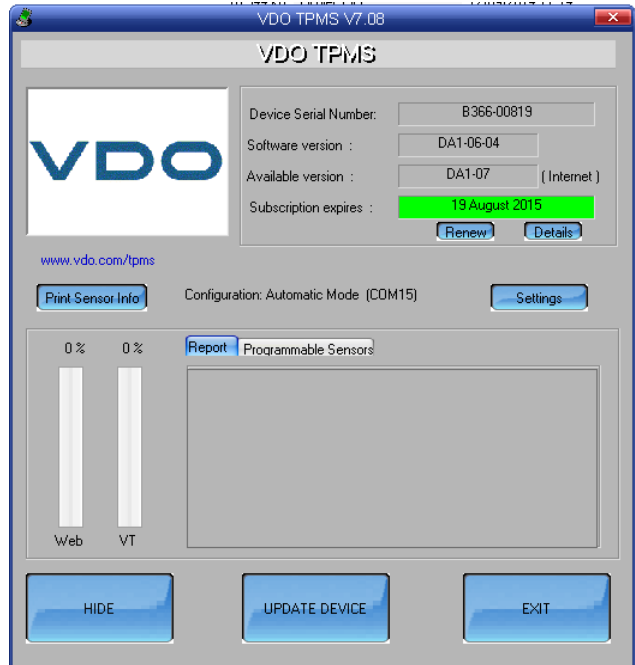 VDO TPMS V7.08
VDO TPMS
VDO
Device Serial Number: B366-00819
Software version : DA1-06-04
Available version : DA1-07 ( Internet )
Subscription expires : 19 August 2015
Renew Details
www.vdo.com/tpms
Print Sensor Info Configuration: Automatic Mode (COM15) Settings
0 % 0 % Report Programmable Sensors
Web VT
HIDE UPDATE DEVICE EXIT